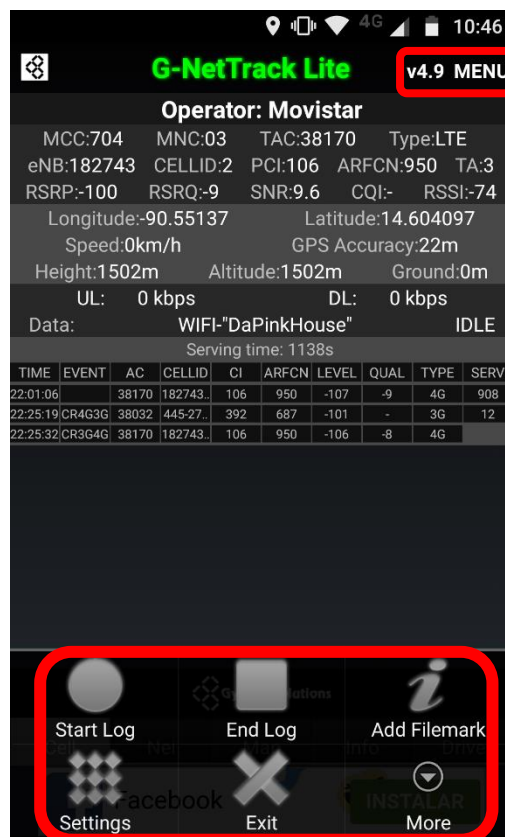 4G 10:46
G-NetTrack Lite v4.9 MENU
Operator: Movistar
MCC:704 MNC:03 TAC:38170 Type:LTE
eNB:182743 CELLID:2 PCI:106 ARFCN:950 TA:3
RSRP:-100 RSRQ:-9 SNR:9.6 CQI:- RSSI:-74
Longitude:-90.55137 Latitude:14.604097
Speed:0km/h GPS Accuracy:22m
Height:1502m Altitude:1502m Ground:0m
UL: 0 kbps DL: 0 kbps
Data: WIFI-"DaPinkHouse" IDLE
Serving time: 1138s
TIME EVENT AC CELLID CI ARFCN LEVEL QUAL TYPE SERV
22:01:06 38170 182743.. 106 950 -107 -9 4G 908
22:25:19 CR4G3G 38032 445-27.. 392 687 -101 - 3G 12
22:25:32 CR3G4G 38170 182743.. 106 950 -106 -8 4G
Start Log End Log Add Filemark
Facebook INSTALAR
Settings Exit More